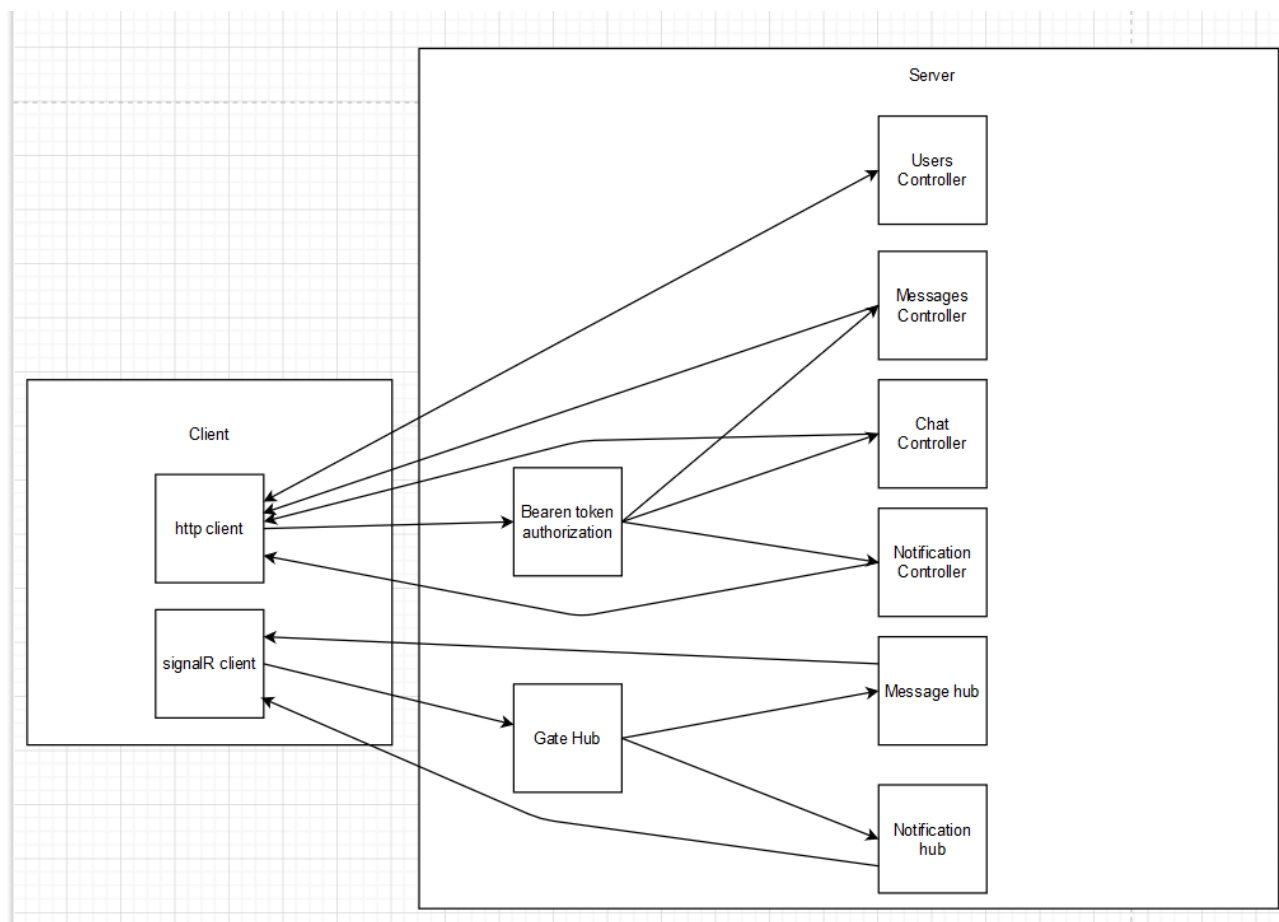 Server
Users
Controller
Messages
Controller
Chat
Controller
Client
http client
Bearen token
authorization
Notification
Controller
signalR client
Message hub
Gate Hub
Notification
hub